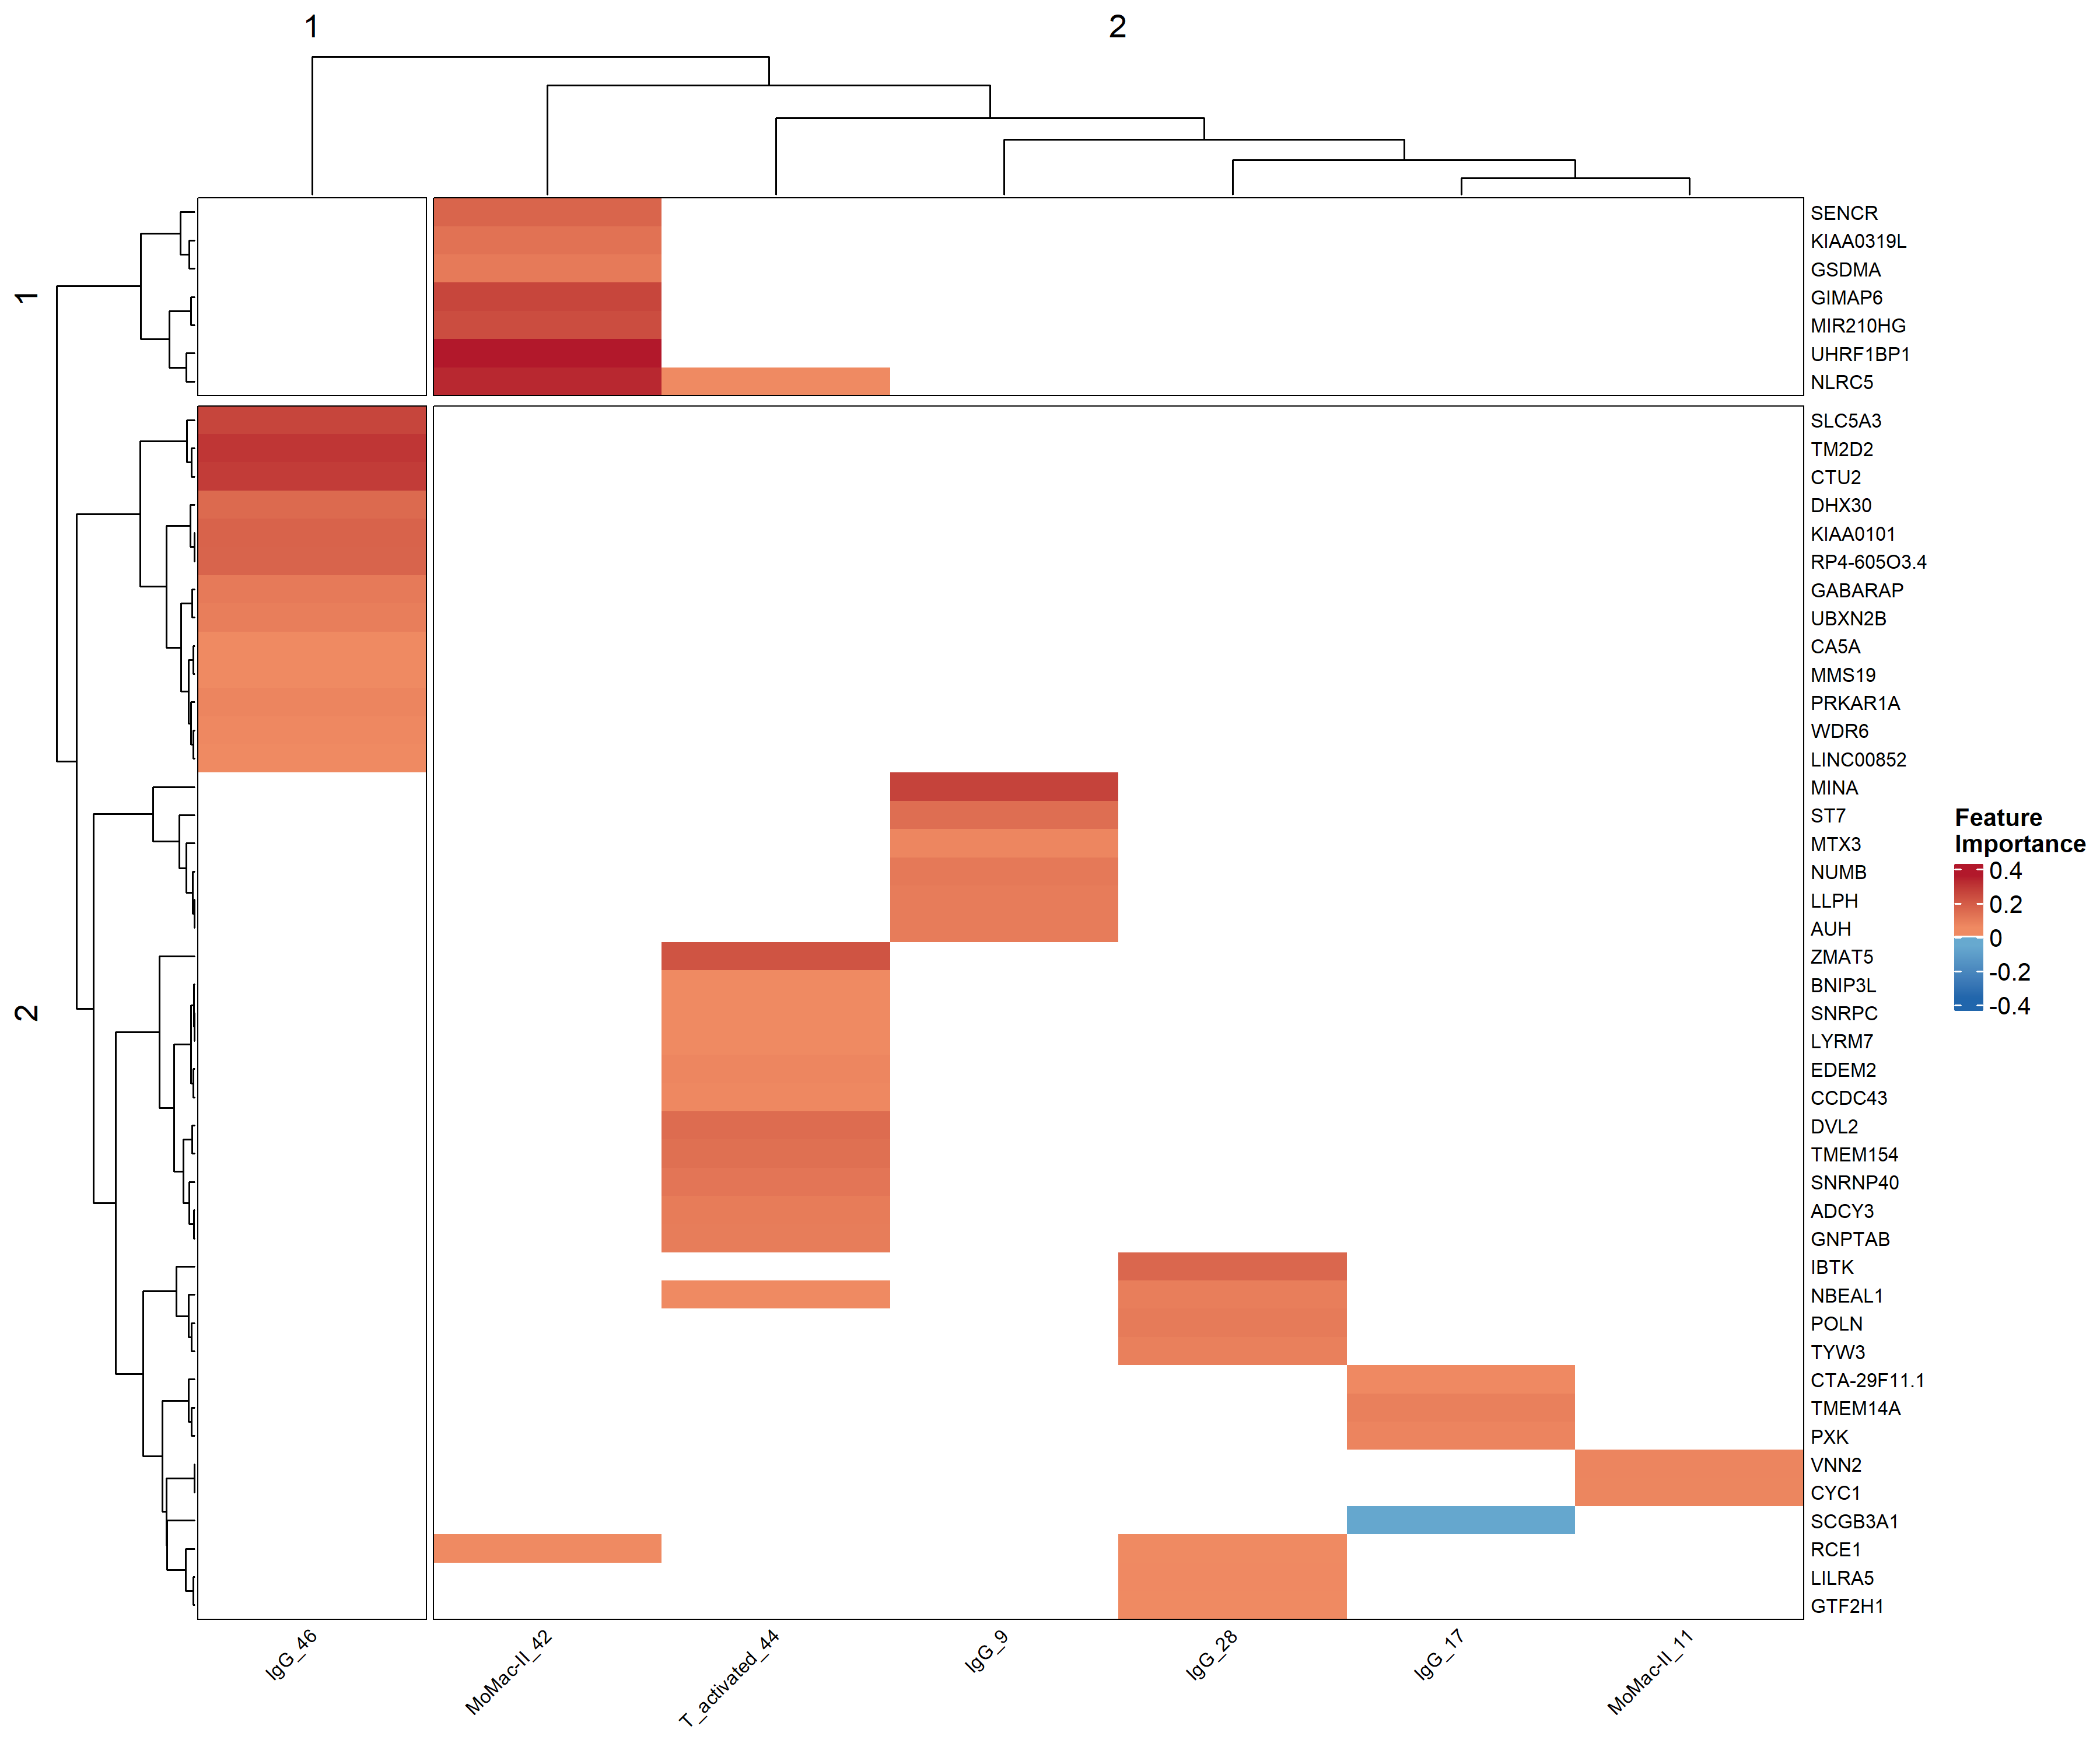 1
2
1
2
SENCR
KIAA0319L
GSDMA
GIMAP6
MIR210HG
UHRF1BP1
NLRC5
SLC5A3
TM2D2
CTU2
DHX30
KIAA0101
RP4-605O3.4
GABARAP
UBXN2B
CA5A
MMS19
PRKAR1A
WDR6
LINC00852
MINA
ST7
MTX3
NUMB
LLPH
AUH
ZMAT5
BNIP3L
SNRPC
LYRM7
EDEM2
CCDC43
DVL2
TMEM154
SNRNP40
ADCY3
GNPTAB
IBTK
NBEAL1
POLN
TYW3
CTA-29F11.1
TMEM14A
PXK
VNN2
CYC1
SCGB3A1
RCE1
LILRA5
GTF2H1
Feature
Importance
0.4
0.2
0
-0.2
-0.4
IgG_46
MoMac-II_42
T_activated_44
IgG_9
IgG_28
IgG_17
MoMac-II_11